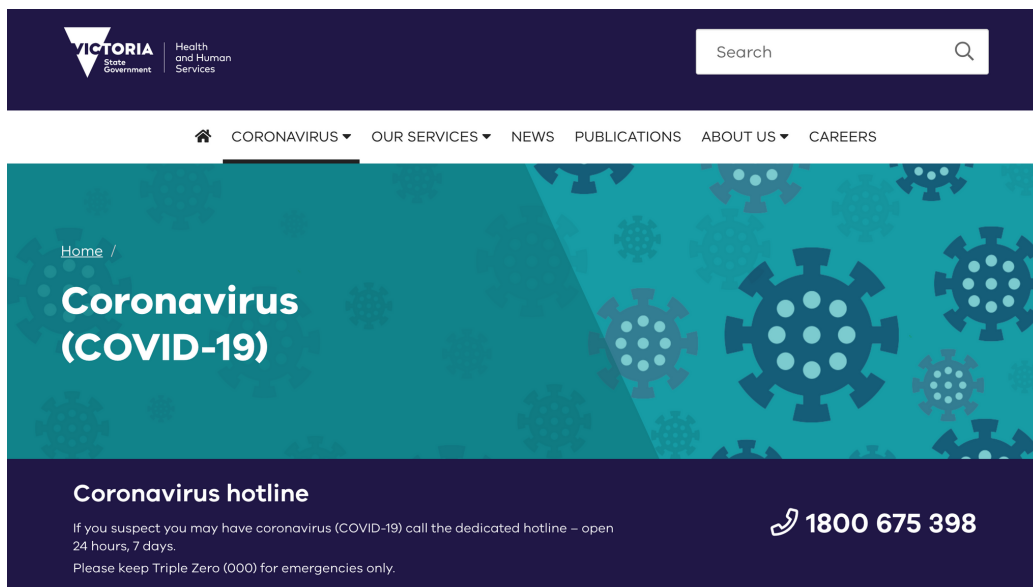 VICTORIA
State
Government
Health
and Human
Services
Search
CORONAVIRUS
OUR SERVICES
NEWS
PUBLICATIONS
ABOUT US
CAREERS
Home /
Coronavirus
(COVID-19)
Coronavirus hotline
If you suspect you may have coronavirus (COVID-19) call the dedicated hotline – open
24 hours, 7 days.
Please keep Triple Zero (000) for emergencies only.
1800 675 398